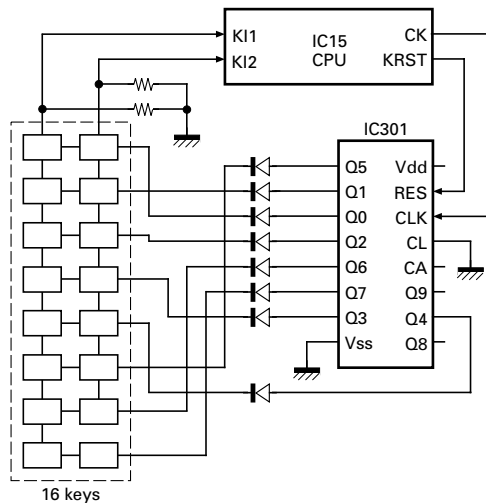 KI1
KI2
IC15
CPU
CK
KRST
IC301
Q5
Q1
Q0
Q2
Q6
Q7
Q3
Vss
Vdd
RES
CLK
CL
CA
Q9
Q4
Q8
16 keys